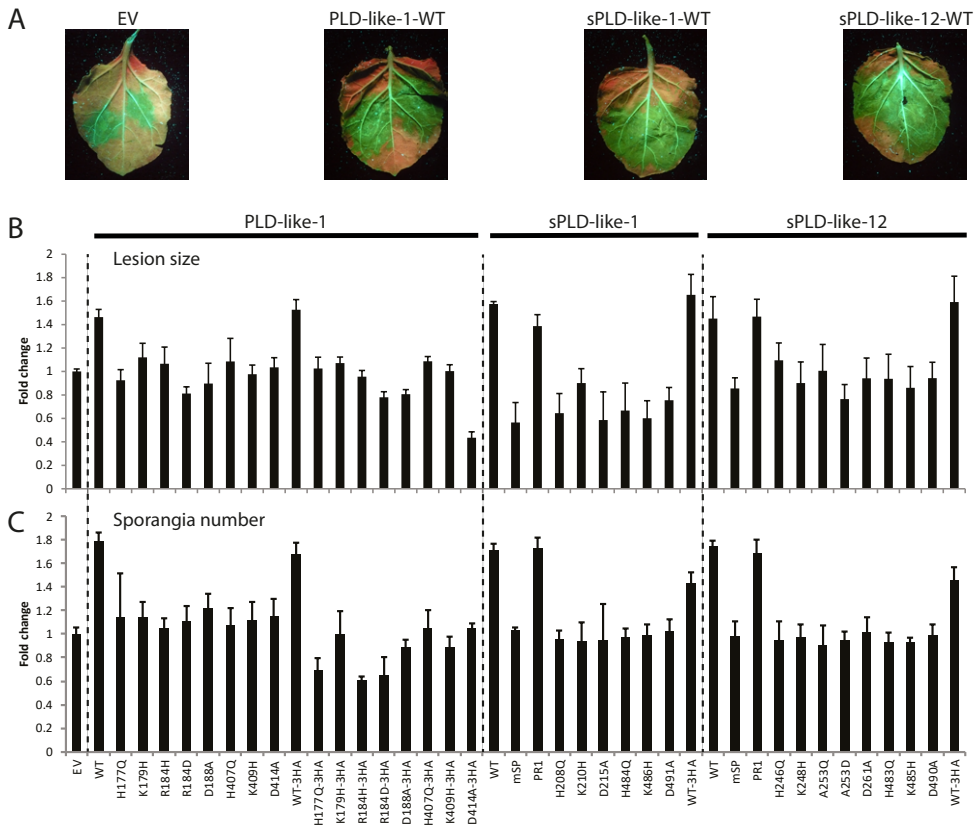 A
EV
PLD-like-1-WT
sPLD-like-1-WT
sPLD-like-12-WT
B
PLD-like-1
sPLD-like-1
sPLD-like-12
Lesion size
Fold change
2
1.8
1.6
1.4
1.2
1
0.8
0.6
0.4
0.2
0
C
Sporangia number
Fold change
2
1.8
1.6
1.4
1.2
1
0.8
0.6
0.4
0.2
0
EV
WT
H177Q
K179H
R184H
R184D
D188A
H407Q
K409H
D414A
WT-3HA
H177Q-3HA
K179H-3HA
R184H-3HA
R184D-3HA
D188A-3HA
H407Q-3HA
K409H-3HA
D414A-3HA
WT
mSP
PR1
H208Q
K210H
D215A
H484Q
K486H
D491A
WT-3HA
WT
mSP
PR1
H246Q
K248H
A253Q
A253D
D261A
H483Q
K485H
D490A
WT-3HA